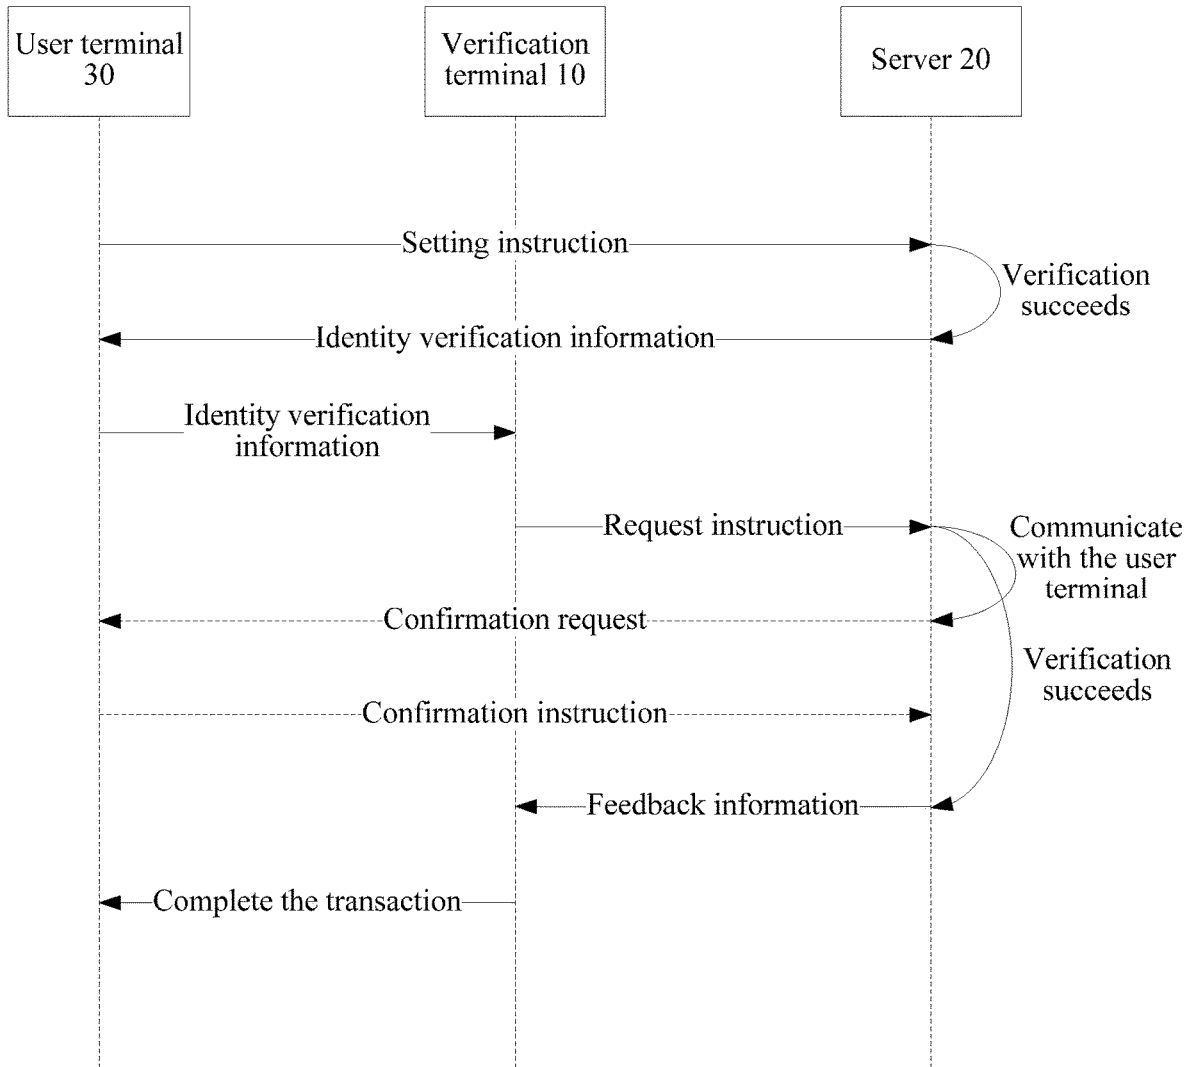 User terminal
30
Verification
terminal 10
Server 20
Setting instruction
Verification
succeeds
Identity verification information
Identity verification
information
Request instruction
Communicate
with the user
terminal
Confirmation request
Verification
succeeds
Confirmation instruction
Feedback information
Complete the transaction